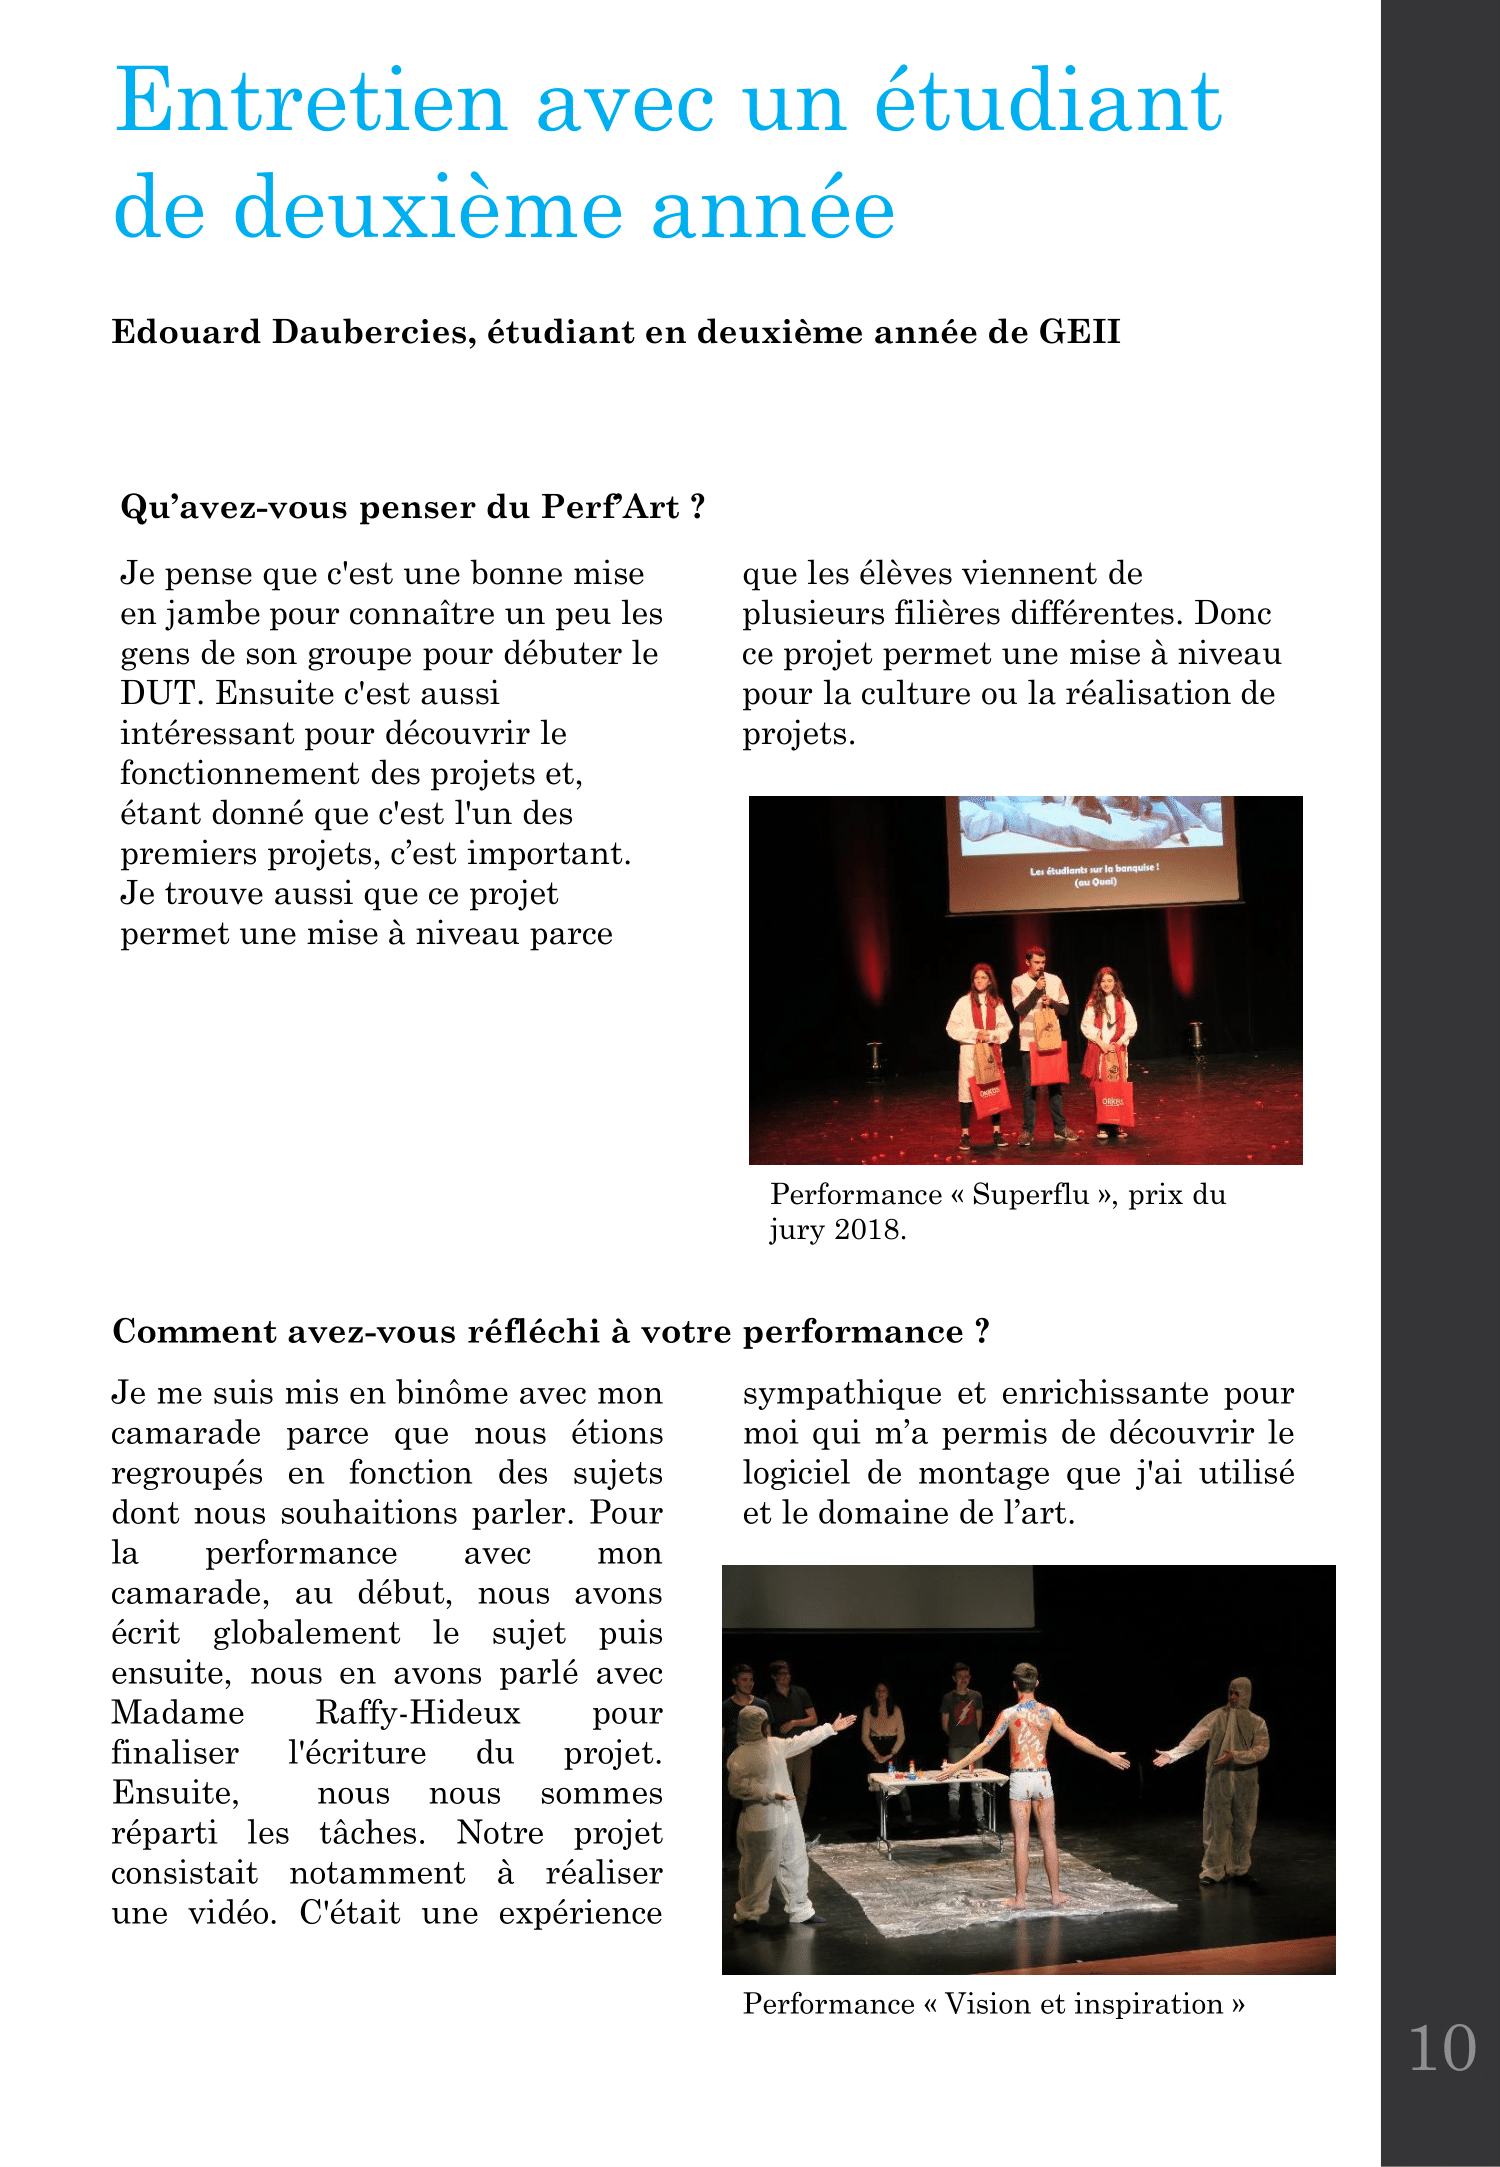 Entretien avec un étudiant
de deuxième année
Edouard Daubercies, étudiant en deuxième année de GEII
Qu’avez-vous penser du Perf’Art ?
Je pense que c'est une bonne mise
en jambe pour connaître un peu les
gens de son groupe pour débuter le
DUT. Ensuite c'est aussi
intéressant pour découvrir le
fonctionnement des projets et,
étant donné que c'est l'un des
premiers projets, c’est important.
Je trouve aussi que ce projet
permet une mise à niveau parce
que les élèves viennent de
plusieurs filières différentes. Donc
ce projet permet une mise à niveau
pour la culture ou la réalisation de
projets.
Les étudiants sur la banquise !
(au Quai)
ORKEIS
ORKEIS
Performance « Superflu », prix du
jury 2018.
Comment avez-vous réfléchi à votre performance ?
Je me suis mis en binôme avec mon
camarade parce que nous étions
regroupés en fonction des sujets
dont nous souhaitions parler. Pour
la performance avec mon
camarade, au début, nous avons
écrit globalement le sujet puis
ensuite, nous en avons parlé avec
Madame Raffy-Hideux pour
finaliser l'écriture du projet.
Ensuite, nous nous sommes
réparti les tâches. Notre projet
consistait notamment à réaliser
une vidéo. C'était une expérience
sympathique et enrichissante pour
moi qui m’a permis de découvrir le
logiciel de montage que j'ai utilisé
et le domaine de l’art.
Performance « Vision et inspiration »
10